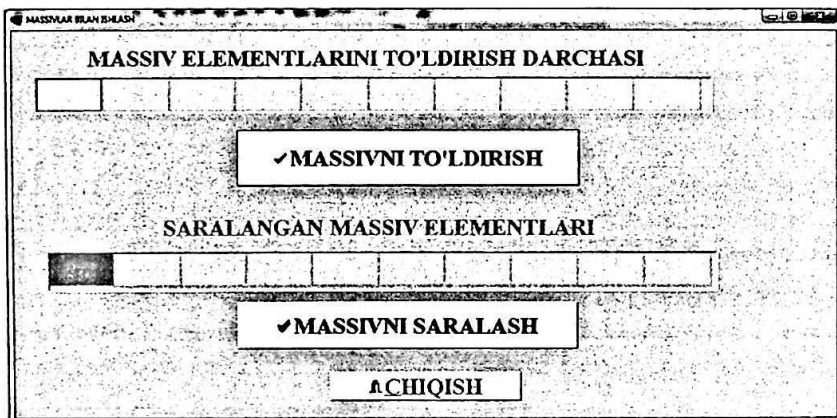 MASSIVLAR BILAN ISHLASH
MASSIV ELEMENTLARINI TO'LDIRISH DARCHASI
✔MASSIVNI TO'LDIRISH
SARALANGAN MASSIV ELEMENTLARI
✔MASSIVNI SARALASH
CHIQISH